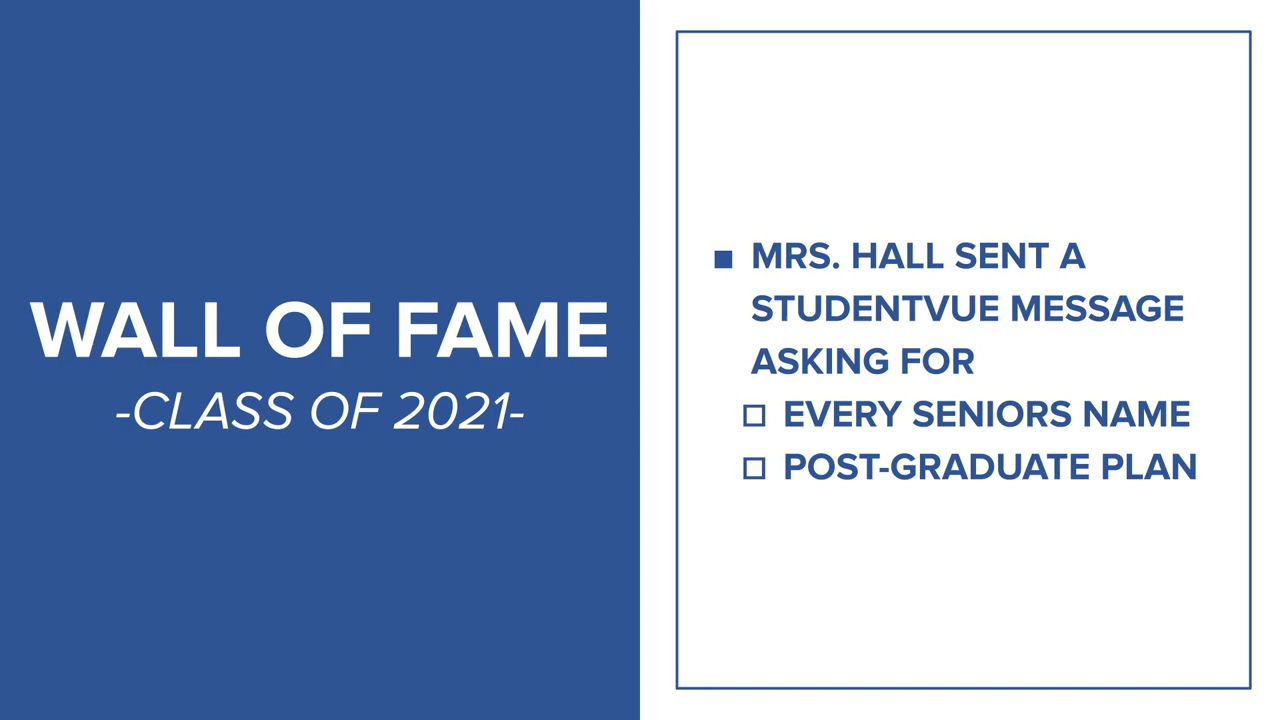 WALL OF FAME
-CLASS OF 2021-
MRS. HALL SENT A
STUDENTVUE MESSAGE
ASKING FOR
EVERY SENIORS NAME
POST-GRADUATE PLAN